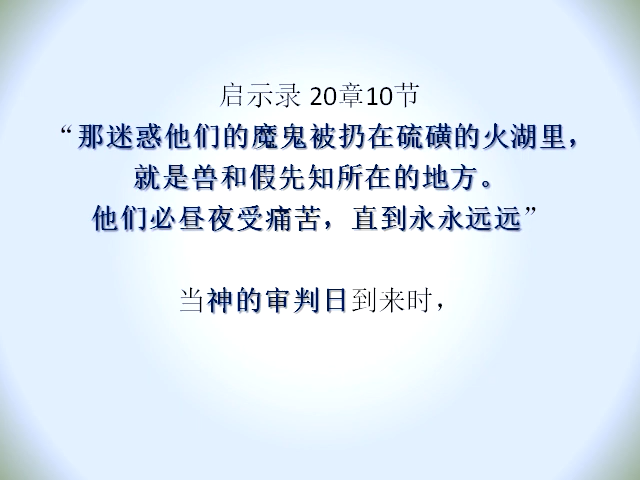 启示录 20章10节
“那迷惑他们的魔鬼被扔在硫磺的火湖里，
就是兽和假先知所在的地方。
他们必昼夜受痛苦，直到永永远远”
当神的审判日到来时，